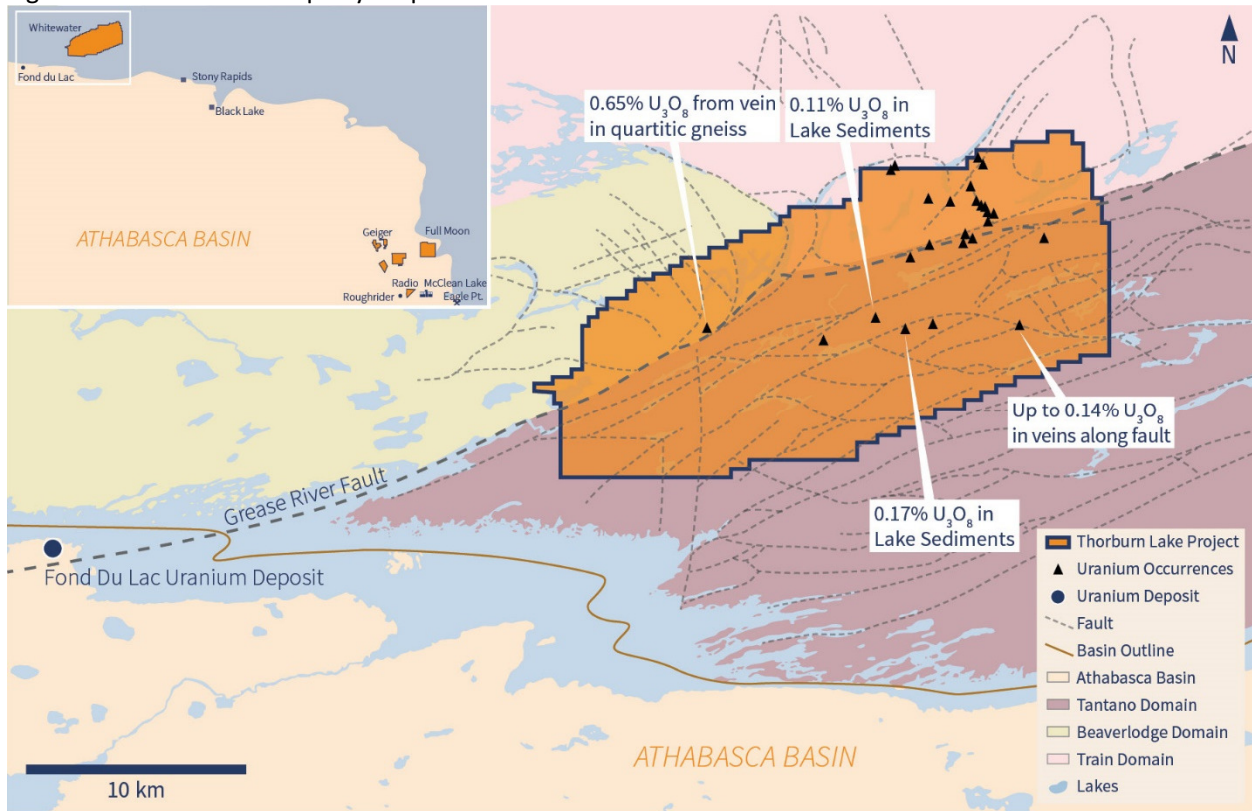 Whitewater
Fond du Lac
Stony Rapids
Black Lake
ATHABASCA BASIN
Geiger
Full Moon
Radio
McClean Lake
Roughrider
Eagle Pt.
N
0.65% U₃O₈ from vein
in quartitic gneiss
0.11% U₃O₈ in
Lake Sediments
Up to 0.14% U₃O₈
in veins along fault
0.17% U₃O₈ in
Lake Sediments
Grease River Fault
Fond Du Lac Uranium Deposit
ATHABASCA BASIN
10 km
Thorburn Lake Project
Uranium Occurrences
Uranium Deposit
Fault
Basin Outline
Athabasca Basin
Tantano Domain
Beaverlodge Domain
Train Domain
Lakes